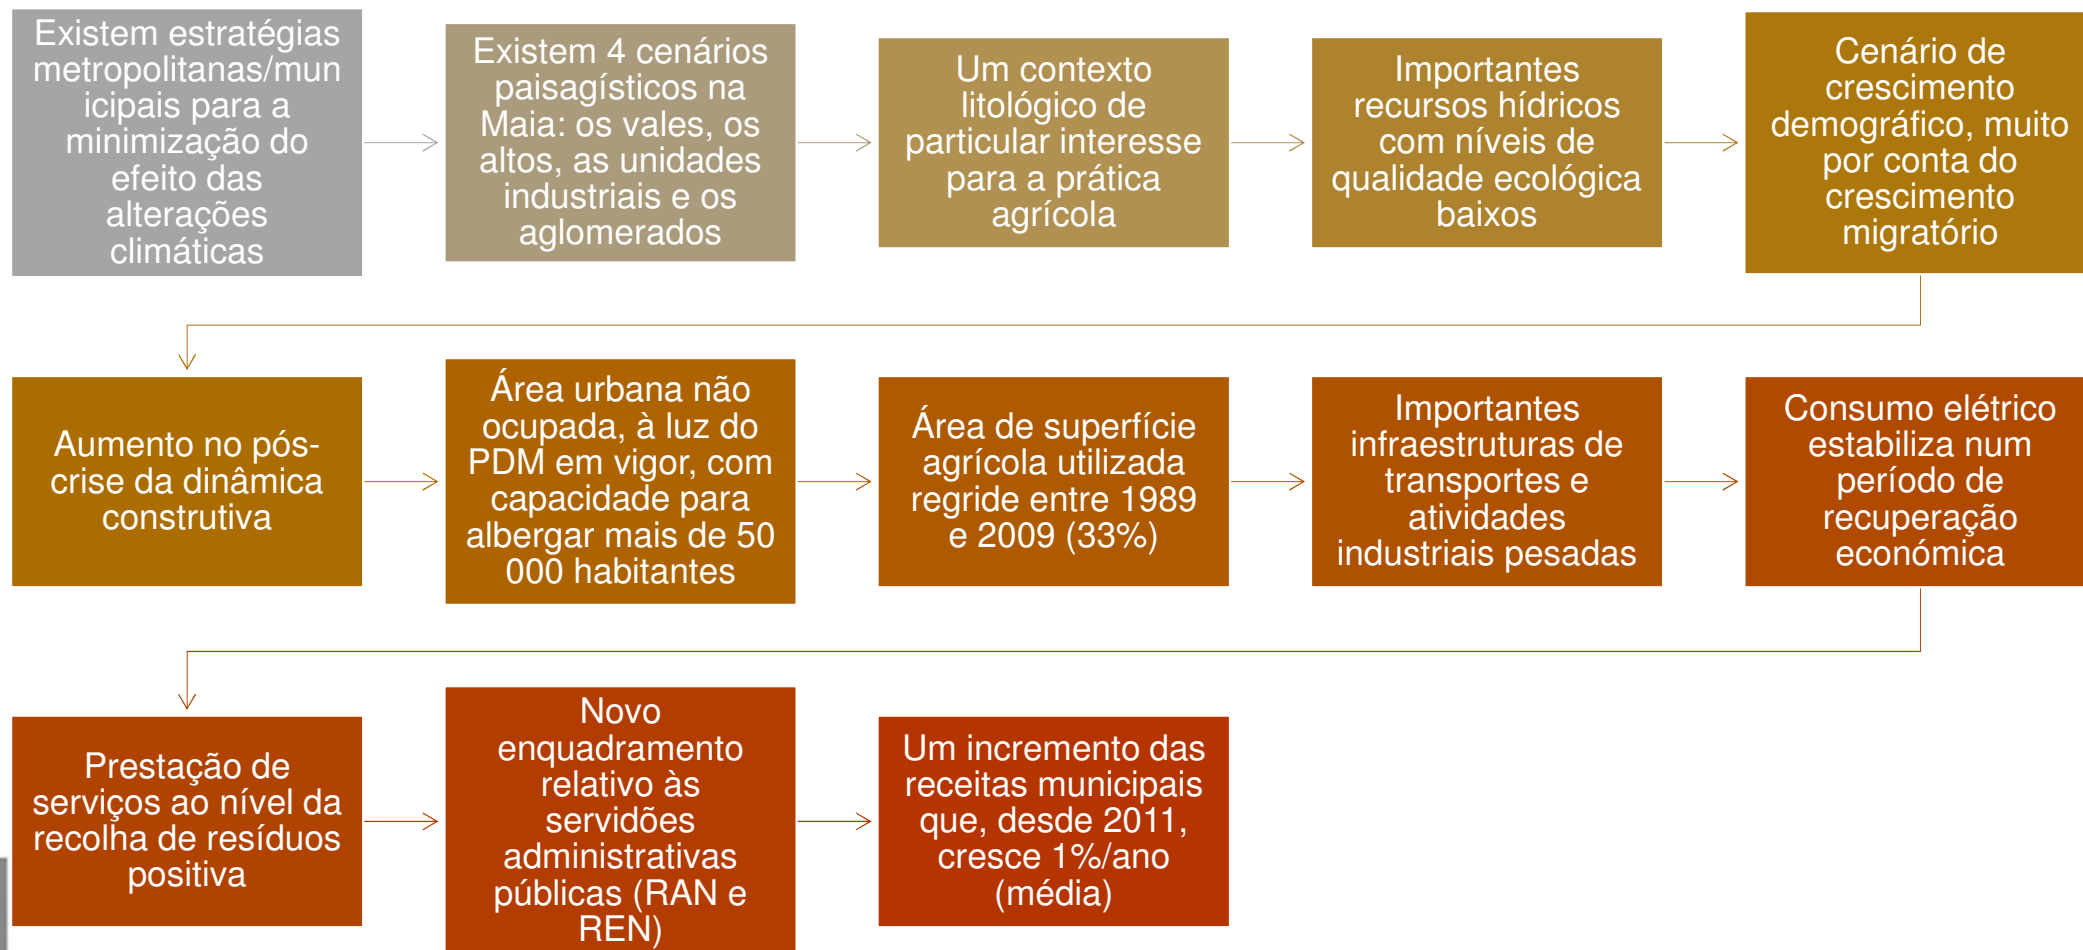 Existem estratégias
metropolitanas/mun
icipais para a
minimização do
efeito das
alterações
climáticas
Existem 4 cenários
paisagísticos na
Maia: os vales, os
altos, as unidades
industriais e os
aglomerados
Um contexto
litológico de
particular interesse
para a prática
agrícola
Importantes
recursos hídricos
com níveis de
qualidade ecológica
baixos
Cenário de
crescimento
demográfico, muito
por conta do
crescimento
migratório
Aumento no pós-
crise da dinâmica
construtiva
Área urbana não
ocupada, à luz do
PDM em vigor, com
capacidade para
albergar mais de 50
000 habitantes
Área de superfície
agrícola utilizada
regride entre 1989
e 2009 (33%)
Importantes
infraestruturas de
transportes e
atividades
industriais pesadas
Consumo elétrico
estabiliza num
período de
recuperação
económica
Prestação de
serviços ao nível da
recolha de resíduos
positiva
Novo
enquadramento
relativo às
servidões
administrativas
públicas (RAN e
REN)
Um incremento das
receitas municipais
que, desde 2011,
cresce 1%/ano
(média)